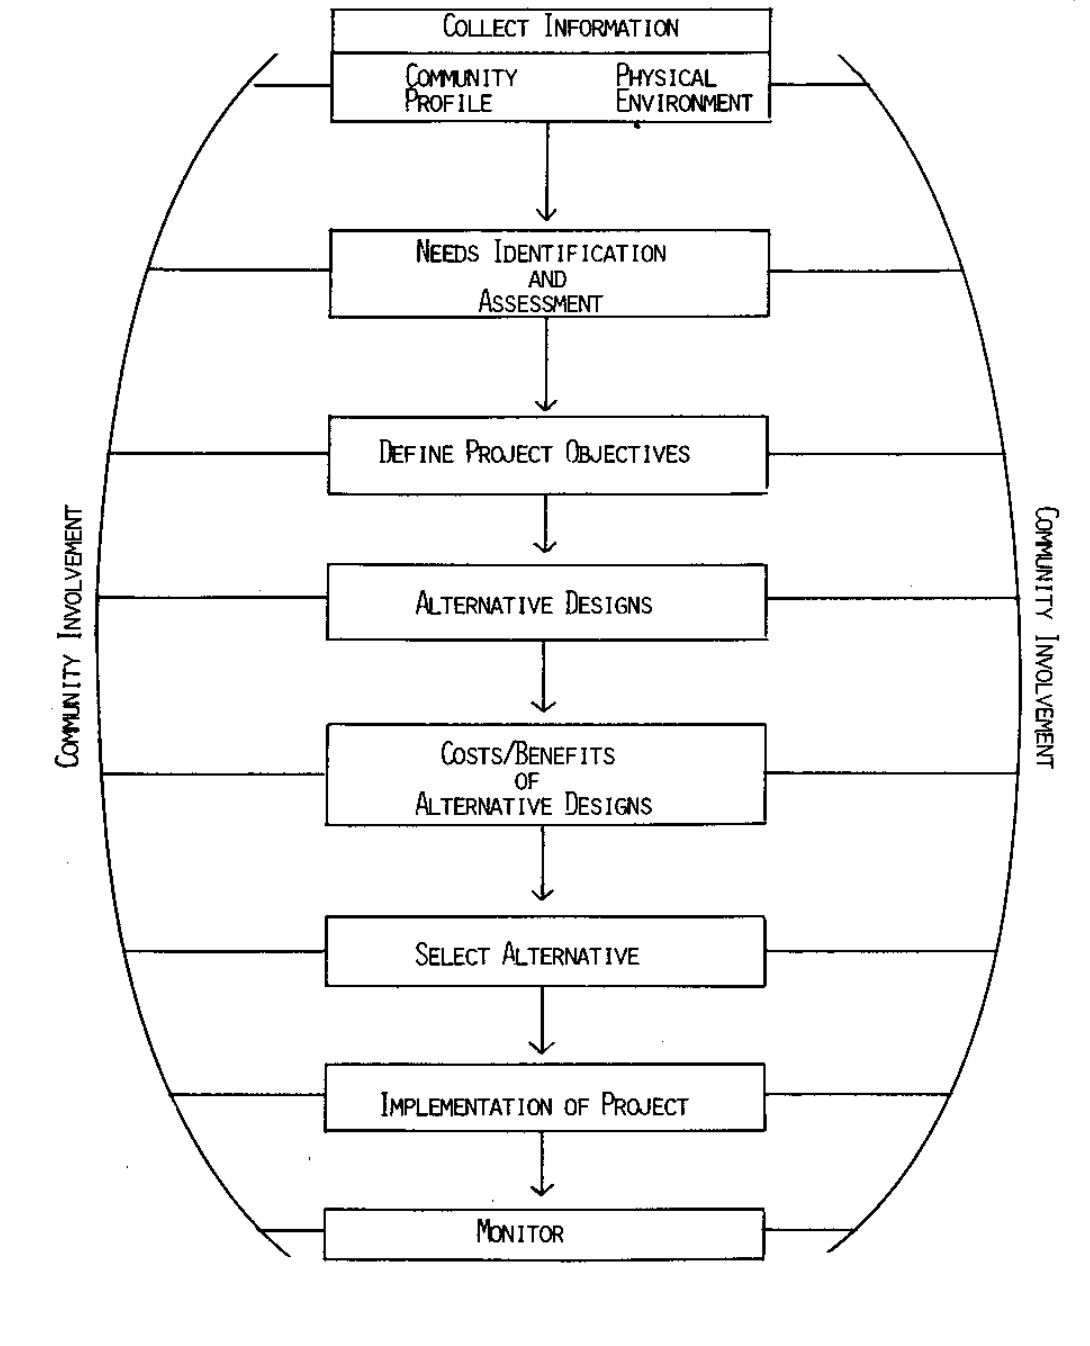 COLLECT INFORMATION
COMMUNITY PROFILE
PHYSICAL ENVIRONMENT
NEEDS IDENTIFICATION
AND
ASSESSMENT
DEFINE PROJECT OBJECTIVES
COMMUNITY INVOLVEMENT
COMMUNITY INVOLVEMENT
ALTERNATIVE DESIGNS
COSTS/BENEFITS
OF
ALTERNATIVE DESIGNS
SELECT ALTERNATIVE
IMPLEMENTATION OF PROJECT
MONITOR